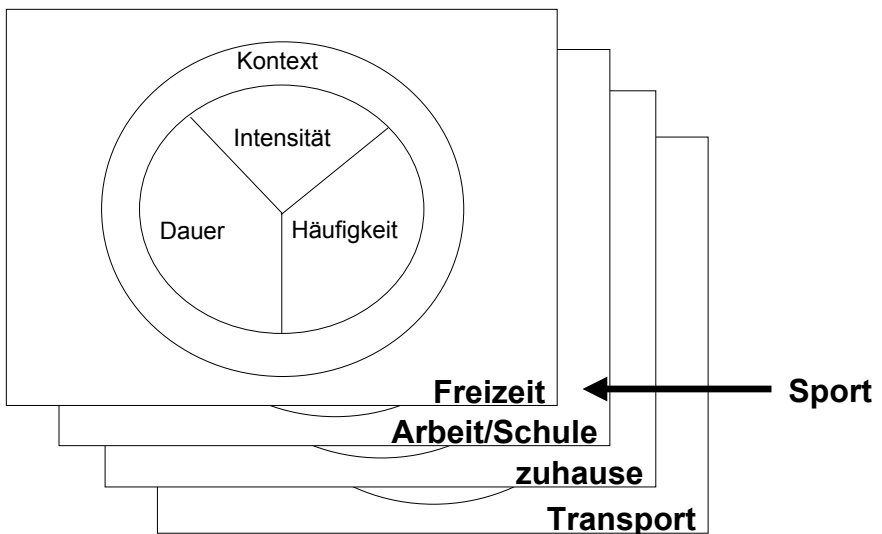 Kontext
Intensität
Dauer
Häufigkeit
Freizeit
Sport
Arbeit/Schule
zuhause
Transport